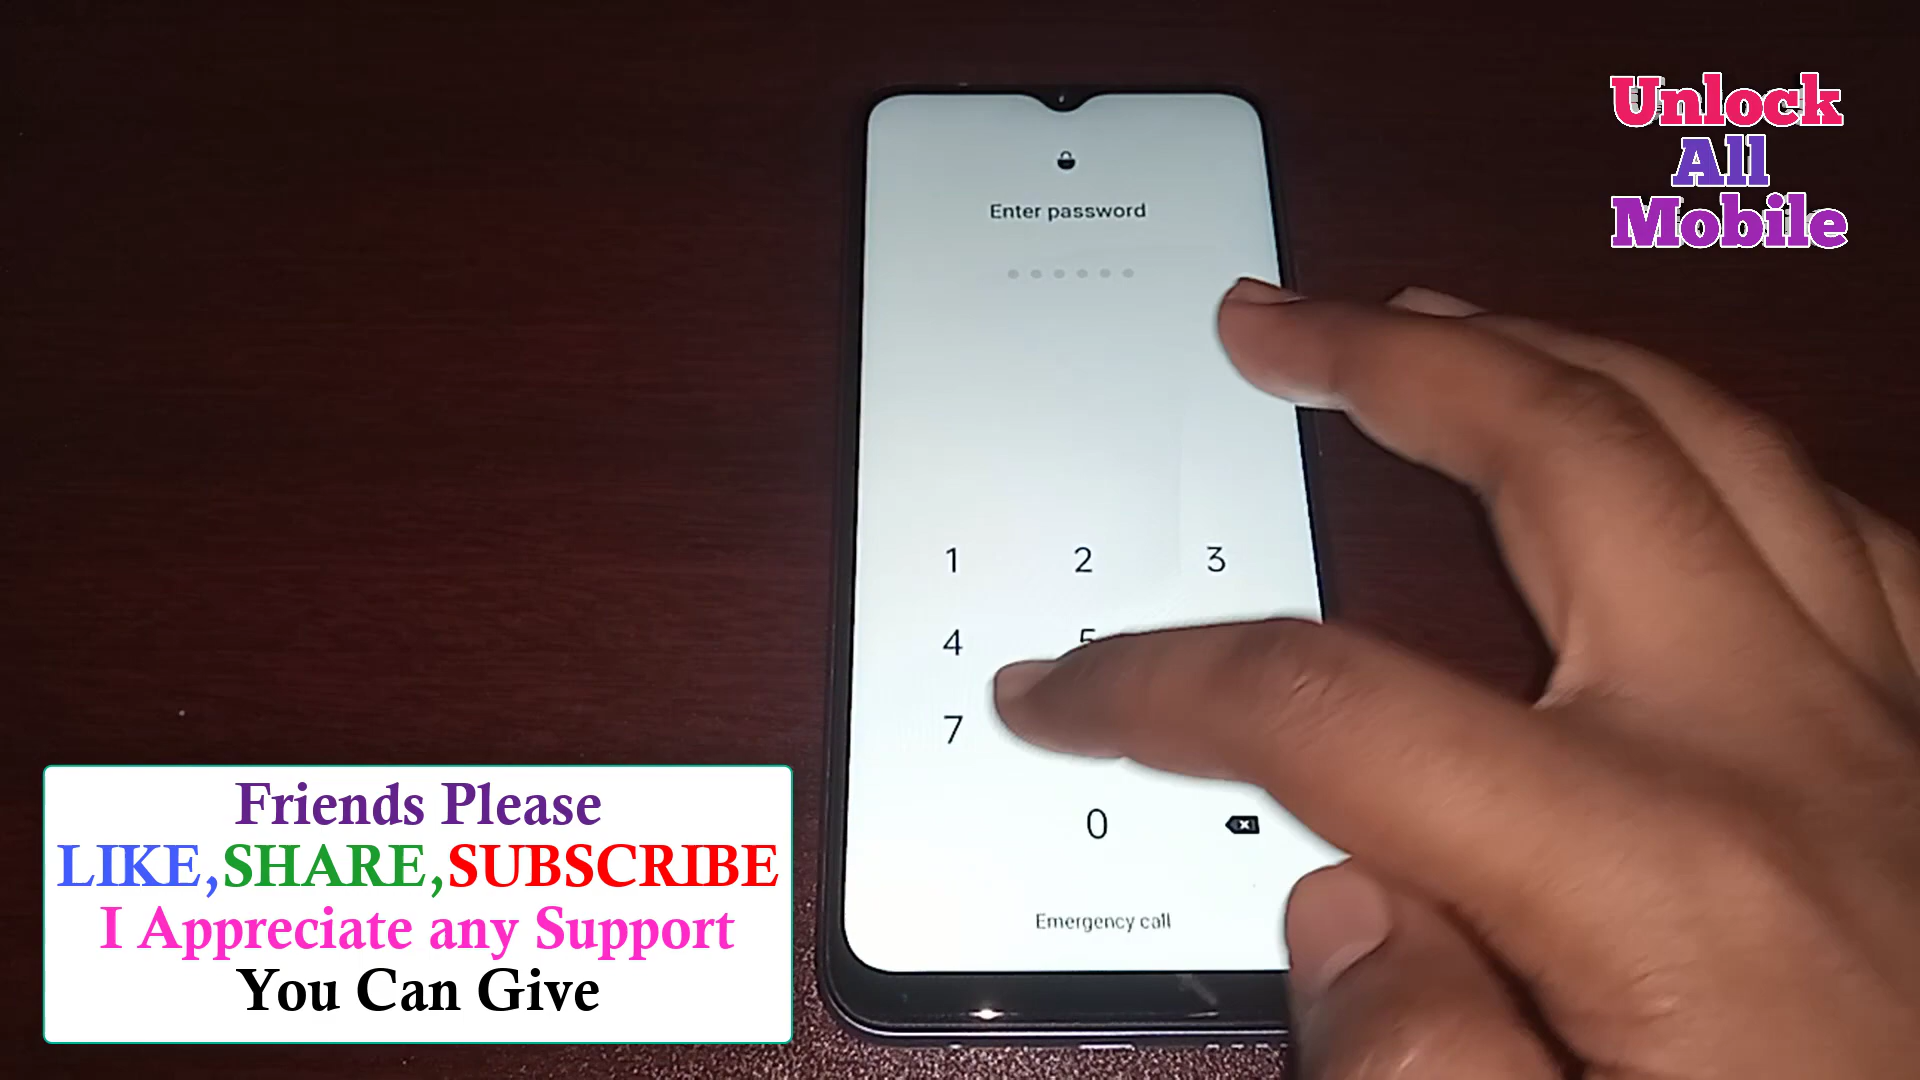 Unlock
All
Mobile
Enter password
1 2 3
4 5
7
0
Emergency call
Friends Please
LIKE,SHARE,SUBSCRIBE
I Appreciate any Support
You Can Give